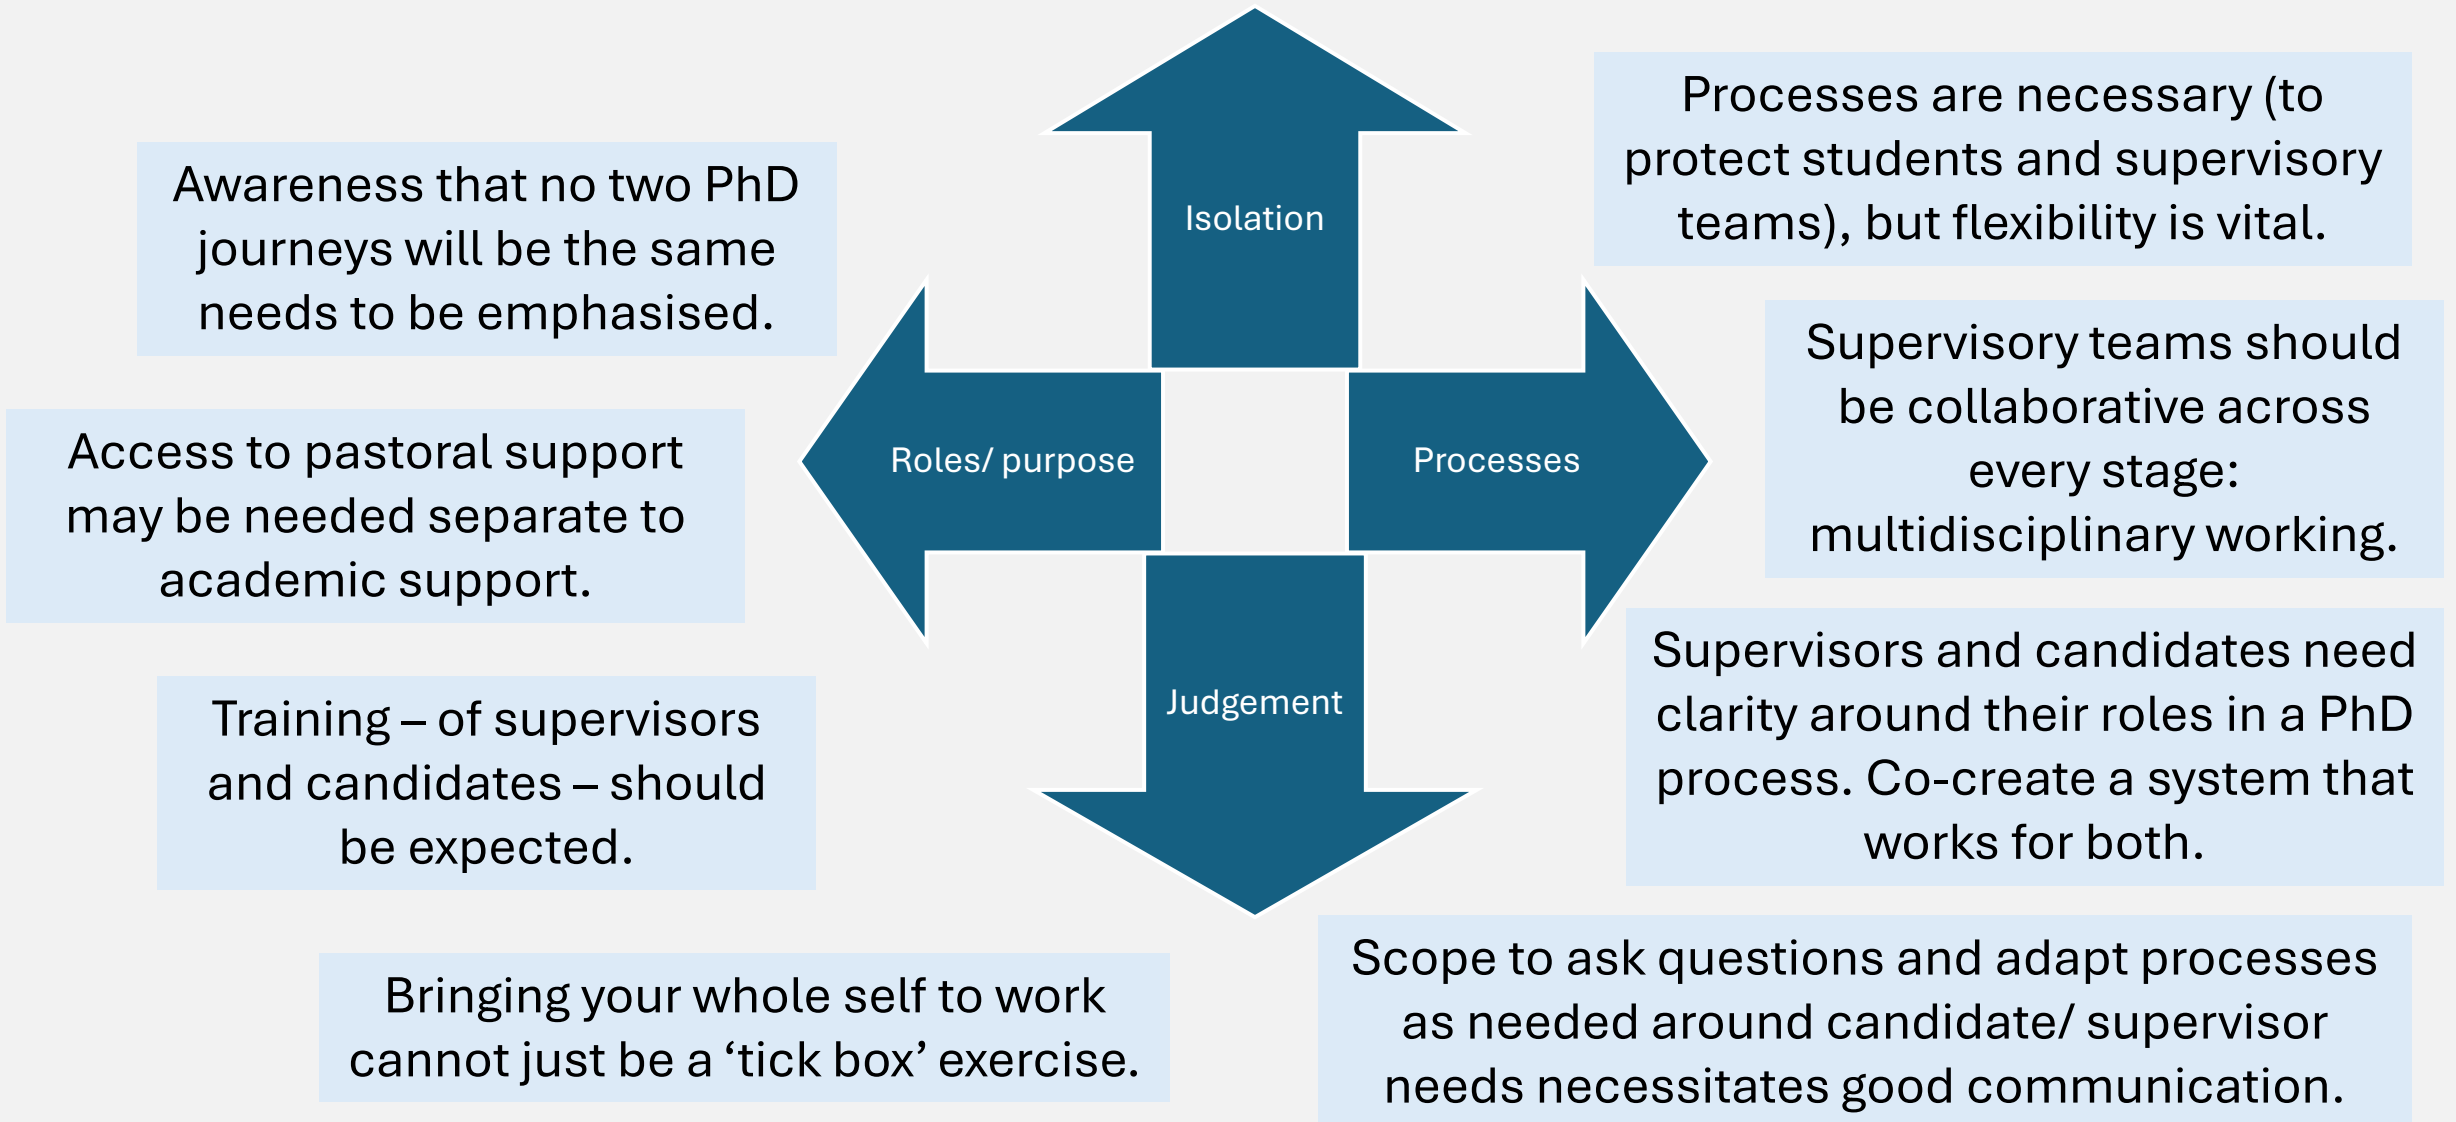 Isolation
Processes are necessary (to
protect students and supervisory
teams), but flexibility is vital.
Awareness that no two PhD
journeys will be the same
needs to be emphasised.
Supervisory teams should
be collaborative across
every stage:
multidisciplinary working.
Roles/ purpose
Processes
Access to pastoral support
may be needed separate to
academic support.
Supervisors and candidates need
clarity around their roles in a PhD
process. Co-create a system that
works for both.
Judgement
Training – of supervisors
and candidates – should
be expected.
Bringing your whole self to work
cannot just be a ‘tick box’ exercise.
Scope to ask questions and adapt processes
as needed around candidate/ supervisor
needs necessitates good communication.